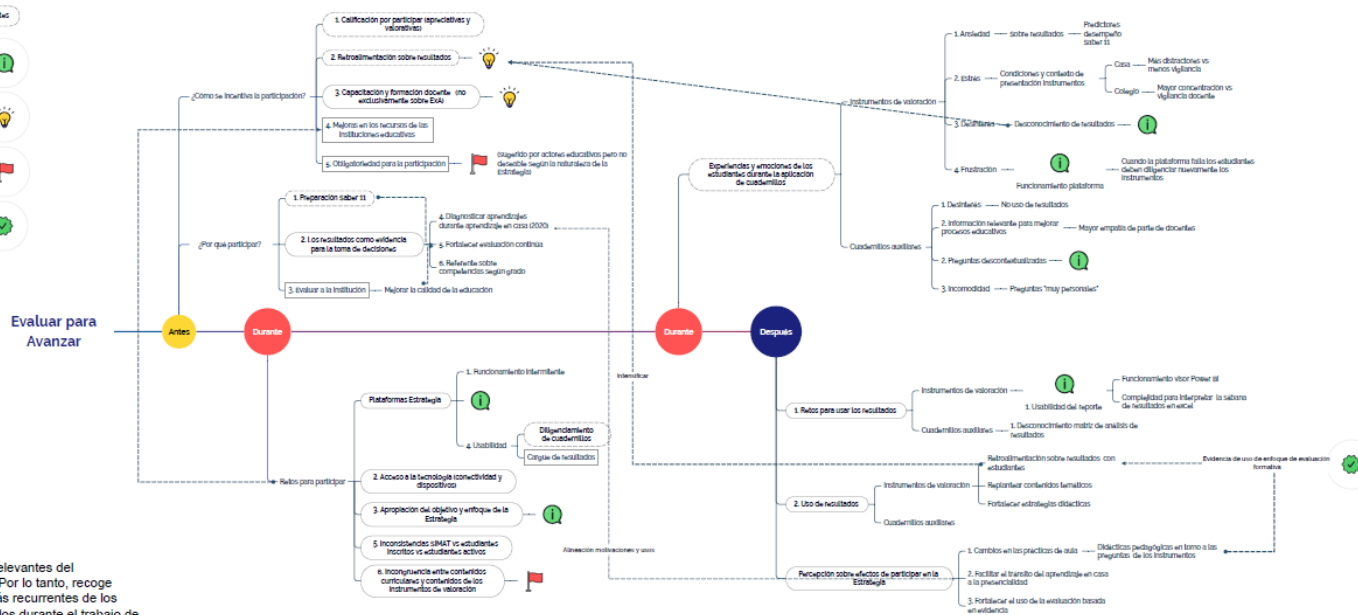 1. Calificación por participar (apreciativas y
valorativas)
2. Retroalimentación sobre resultados
¿Cómo se incentiva la participación?
3. Capacitación y formación docente (no
exclusivamente sobre ExA)
4. Mejoras en los recursos de las
instituciones educativas
5. Obligatoriedad para la participación
(sugerido por actores educativos pero no
deseable según la naturaleza de la
Estrategia)
1. Preparación saber 11
¿Por qué participar?
2. Los resultados como evidencia
para la toma de decisiones
4. Diagnosticar aprendizajes
durante aprendizaje en casa (2020)
5. Fortalecer evaluación continúa
6. Referente sobre
competencias según grado
3. Evaluar a la institución
Mejorar la calidad de la educación
Evaluar para
Avanzar
Antes
Durante
Durante
Después
Experiencias y emociones de los
estudiantes durante la aplicación
de cuadernillos
Instrumentos de valoración
1. Ansiedad
sobre resultados
Predictores
desempeño
saber 11
2. Estrés
Condiciones y contexto de
presentación instrumentos
Casa
Más distractores vs
menos vigilancia
Colegio
Mayor concentración vs
vigilancia docente
3. Desinterés
Desconocimiento de resultados
4. Frustración
Funcionamiento plataforma
Cuando la plataforma falla los estudiantes
deben diligenciar nuevamente los
instrumentos
Cuadernillos auxiliares
1. Desinterés
No uso de resultados
2. Información relevante para mejorar
procesos educativos
Mayor empatía de parte de docentes
2. Preguntas descontextualizadas
3. Incomodidad
Preguntas "muy personales"
Retos para participar
Plataformas Estrategia
1. Funcionamiento intermitente
4. Usabilidad
Diligenciamiento
de cuadernillos
Cargue de resultados
2. Acceso a la tecnología (conectividad y
dispositivos)
3. Apropiación del objetivo y enfoque de la
Estrategia
5. Inconsistencias SIMAT vs estudiantes
inscritos vs estudiantes activos
6. Incongruencia entre contenidos
curriculares y contenidos de los
instrumentos de valoración
Intensificar
Alineación motivaciones y usos
1. Retos para usar los resultados
Instrumentos de valoración
1. Usabilidad del reporte
Funcionamiento visor Power BI
Complejidad para interpretar la sábana
de resultados en excel
Cuadernillos auxiliares
1. Desconocimiento matriz de análisis de
resultados
2. Uso de resultados
Instrumentos de valoración
Retroalimentación sobre resultados con
estudiantes
Replantear contenidos temáticos
Fortalecer estrategias didácticas
Cuadernillos auxiliares
Evidencia de uso de enfoque de evaluación
formativa
Percepción sobre efectos de participar en la
Estrategia
1. Cambios en las prácticas de aula
Didácticas pedagógicas en torno a las
preguntas de los instrumentos
2. Facilitar el tránsito del aprendizaje en casa
a la presencialidad
3. Fortalecer el uso de la evaluación basada
en evidencia
elevantes del
Por lo tanto, recoge
ás recurrentes de los
dos durante el trabajo de